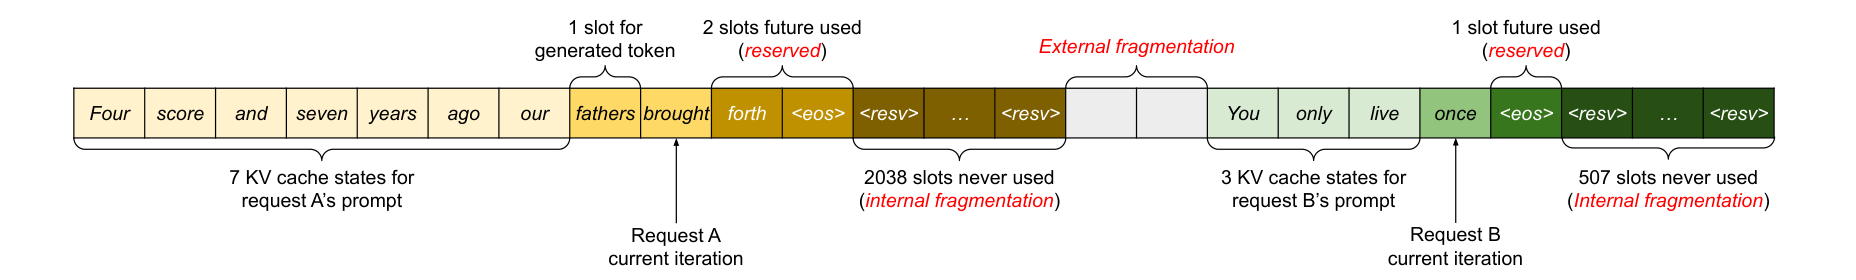 1 slot for
generated token
2 slots future used
(reserved)
External fragmentation
1 slot future used
(reserved)
Four score and seven years ago our fathers brought forth <eos> <resv> … <resv> You only live once <eos> <resv> … <resv>
7 KV cache states for
request A’s prompt
2038 slots never used
(internal fragmentation)
3 KV cache states for
request B’s prompt
507 slots never used
(Internal fragmentation)
Request A
current iteration
Request B
current iteration